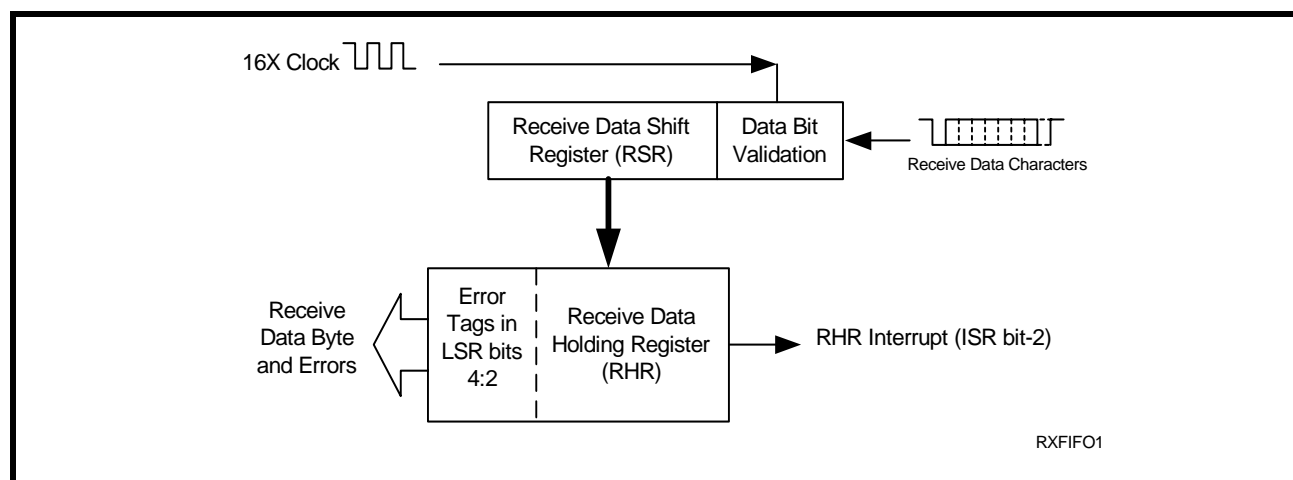 16X Clock
Receive Data Shift
Register (RSR)
Data Bit
Validation
Receive Data Characters
Receive
Data Byte
and Errors
Error
Tags in
LSR bits
4:2
Receive Data
Holding Register
(RHR)
RHR Interrupt (ISR bit-2)
RXFIFO1